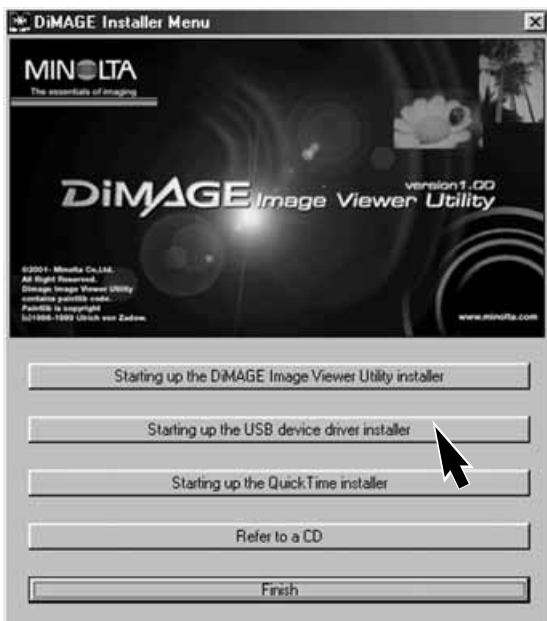 DiMAGE Installer Menu
MINOLTA
The essentials of imaging
DiMAGE Image Viewer Utility
version1.00
©2001- Minolta Co.,Ltd.
All Right Reserved.
Dimage Image Viewer Utility
contains paintlib code.
Paintlib is copyright
(c)1996-1999 Ulrich von Zadow.
www.minolta.com
Starting up the DiMAGE Image Viewer Utility installer
Starting up the USB device driver installer
Starting up the QuickTime installer
Refer to a CD
Finish